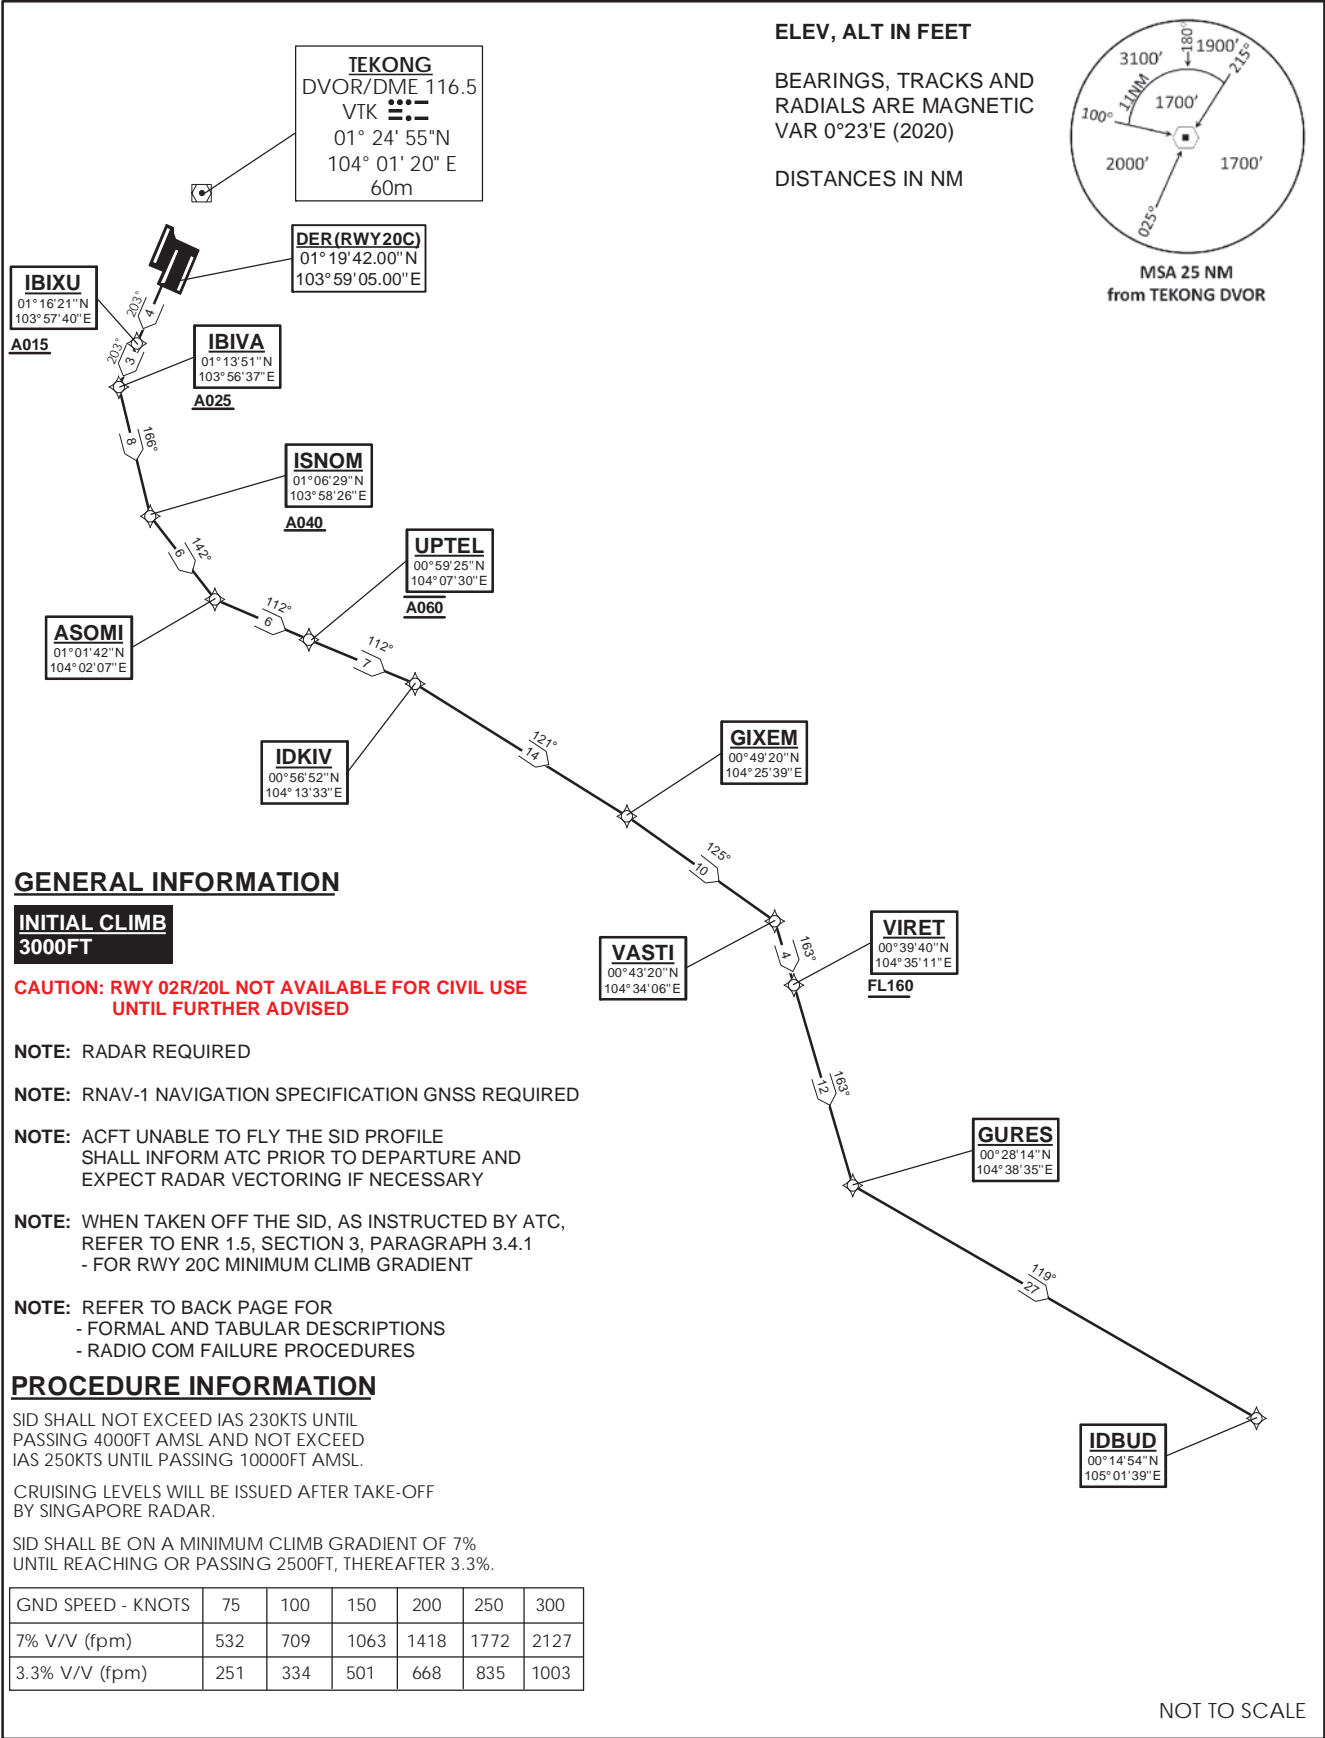 ELEV, ALT IN FEET
BEARINGS, TRACKS AND
RADIALS ARE MAGNETIC
VAR 0°23'E (2020)
DISTANCES IN NM
3100'
180°
1900'
215°
11NM
1700'
100°
2000'
1700'
025°
MSA 25 NM
from TEKONG DVOR
TEKONG
DVOR/DME 116.5
VTK
01° 24' 55"N
104° 01' 20" E
60m
DER(RWY20C)
01°19'42.00"N
103°59'05.00"E
IBIXU
01°16'21"N
103°57'40"E
A015
203°
4
203°
3
IBIVA
01°13'51"N
103°56'37"E
A025
166°
8
ISNOM
01°06'29"N
103°58'26"E
A040
142°
6
UPTEL
00°59'25"N
104°07'30"E
A060
112°
6
ASOMI
01°01'42"N
104°02'07"E
112°
7
IDKIV
00°56'52"N
104°13'33"E
121°
14
GIXEM
00°49'20"N
104°25'39"E
125°
10
VASTI
00°43'20"N
104°34'06"E
163°
4
VIRET
00°39'40"N
104°35'11"E
FL160
163°
12
GURES
00°28'14"N
104°38'35"E
119°
27
IDBUD
00°14'54"N
105°01'39"E
GENERAL INFORMATION
INITIAL CLIMB
3000FT
CAUTION: RWY 02R/20L NOT AVAILABLE FOR CIVIL USE
UNTIL FURTHER ADVISED
NOTE: RADAR REQUIRED
NOTE: RNAV-1 NAVIGATION SPECIFICATION GNSS REQUIRED
NOTE: ACFT UNABLE TO FLY THE SID PROFILE
SHALL INFORM ATC PRIOR TO DEPARTURE AND
EXPECT RADAR VECTORING IF NECESSARY
NOTE: WHEN TAKEN OFF THE SID, AS INSTRUCTED BY ATC,
REFER TO ENR 1.5, SECTION 3, PARAGRAPH 3.4.1
- FOR RWY 20C MINIMUM CLIMB GRADIENT
NOTE: REFER TO BACK PAGE FOR
- FORMAL AND TABULAR DESCRIPTIONS
- RADIO COM FAILURE PROCEDURES
PROCEDURE INFORMATION
SID SHALL NOT EXCEED IAS 230KTS UNTIL
PASSING 4000FT AMSL AND NOT EXCEED
IAS 250KTS UNTIL PASSING 10000FT AMSL.
CRUISING LEVELS WILL BE ISSUED AFTER TAKE-OFF
BY SINGAPORE RADAR.
SID SHALL BE ON A MINIMUM CLIMB GRADIENT OF 7%
UNTIL REACHING OR PASSING 2500FT, THEREAFTER 3.3%.
GND SPEED - KNOTS 75 100 150 200 250 300
7% V/V (fpm) 532 709 1063 1418 1772 2127
3.3% V/V (fpm) 251 334 501 668 835 1003
NOT TO SCALE